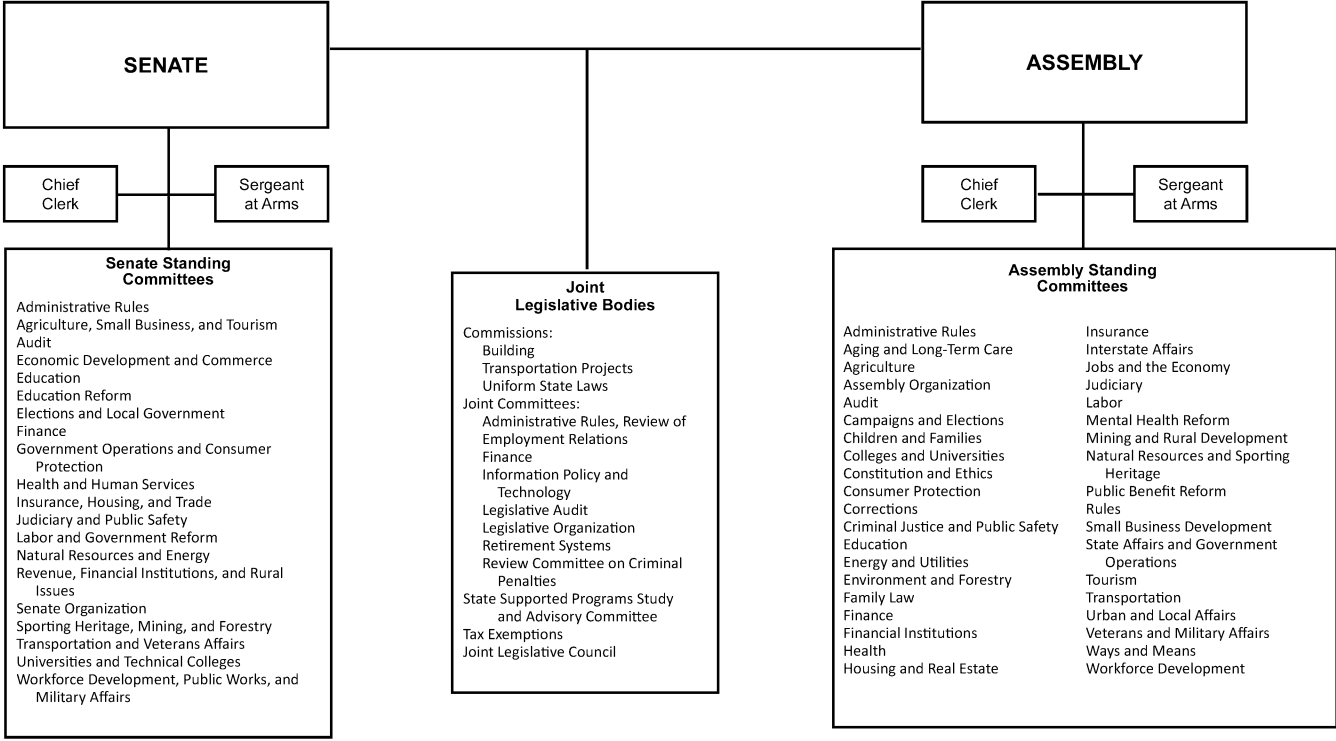 SENATE
ASSEMBLY
Chief
Clerk
Sergeant
at Arms
Chief
Clerk
Sergeant
at Arms
Senate Standing
Committees
Administrative Rules
Agriculture, Small Business, and Tourism
Audit
Economic Development and Commerce
Education
Education Reform
Elections and Local Government
Finance
Government Operations and Consumer
Protection
Health and Human Services
Insurance, Housing, and Trade
Judiciary and Public Safety
Labor and Government Reform
Natural Resources and Energy
Revenue, Financial Institutions, and Rural
Issues
Senate Organization
Sporting Heritage, Mining, and Forestry
Transportation and Veterans Affairs
Universities and Technical Colleges
Workforce Development, Public Works, and
Military Affairs
Joint
Legislative Bodies
Commissions:
Building
Transportation Projects
Uniform State Laws
Joint Committees:
Administrative Rules, Review of
Employment Relations
Finance
Information Policy and
Technology
Legislative Audit
Legislative Organization
Retirement Systems
Review Committee on Criminal
Penalties
State Supported Programs Study
and Advisory Committee
Tax Exemptions
Joint Legislative Council
Assembly Standing
Committees
Administrative Rules
Aging and Long-Term Care
Agriculture
Assembly Organization
Audit
Campaigns and Elections
Children and Families
Colleges and Universities
Constitution and Ethics
Consumer Protection
Corrections
Criminal Justice and Public Safety
Education
Energy and Utilities
Environment and Forestry
Family Law
Finance
Financial Institutions
Health
Housing and Real Estate
Insurance
Interstate Affairs
Jobs and the Economy
Judiciary
Labor
Mental Health Reform
Mining and Rural Development
Natural Resources and Sporting
Heritage
Public Benefit Reform
Rules
Small Business Development
State Affairs and Government
Operations
Tourism
Transportation
Urban and Local Affairs
Veterans and Military Affairs
Ways and Means
Workforce Development